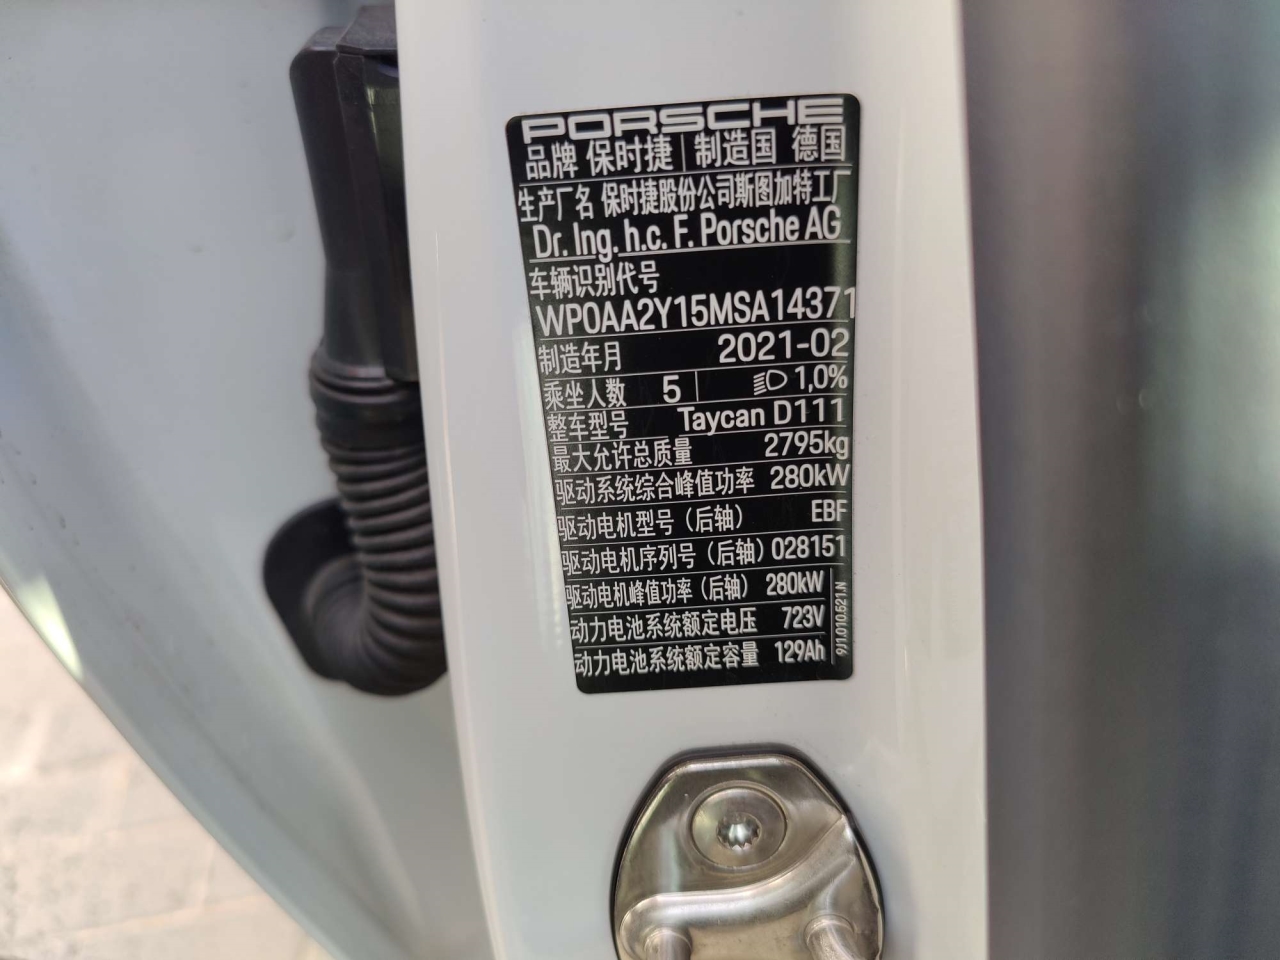 PORSCHE
品牌 保时捷 | 制造国 德国
生产厂名 保时捷股份公司斯图加特工厂
Dr. Ing. h.c. F. Porsche AG
车辆识别代号
WP0AA2Y15MSA14371
制造年月 2021-02
乘坐人数 5 | 1,0%
整车型号 Taycan D111
最大允许总质量 2795kg
驱动系统综合峰值功率 280kW
驱动电机型号（后轴） EBF
驱动电机序列号（后轴） 028151
驱动电机峰值功率（后轴） 280kW
动力电池系统额定电压 723V
动力电池系统额定容量 129Ah
9J1.010.621.N